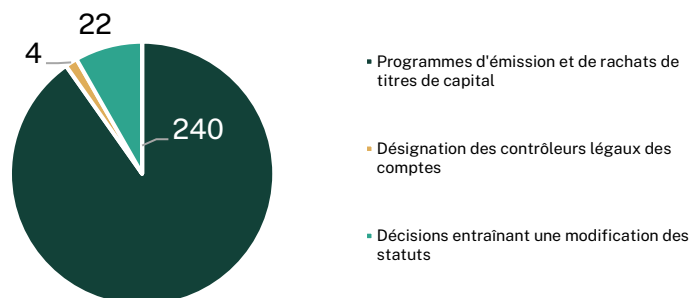 22
4
240
Programmes d'émission et de rachats de
titres de capital
Désignation des contrôleurs légaux des
comptes
Décisions entraînant une modification des
statuts